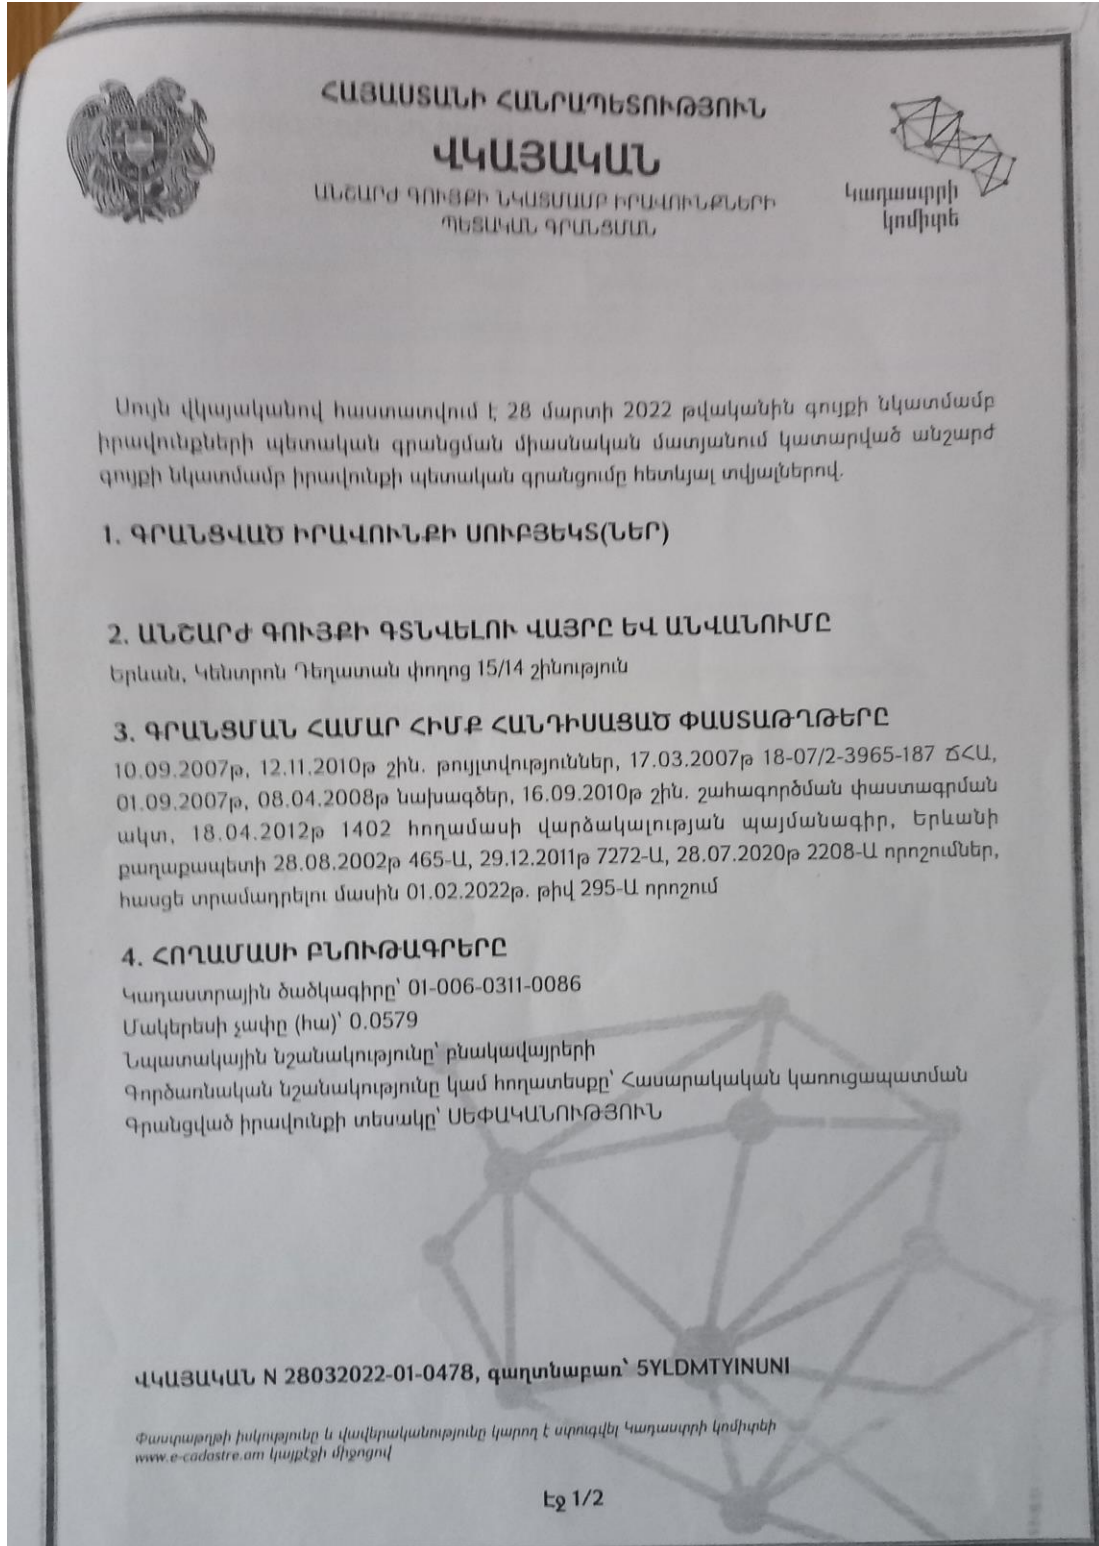 ՀԱՅԱՍՏԱՆԻ ՀԱՆՐԱՊԵՏՈՒԹՅՈՒՆ
ՎԿԱՅԱԿԱՆ
ԱՆՇԱՐԺ ԳՈՒՅՔԻ ՆԿԱՏՄԱՄԲ ԻՐԱՎՈՒՆՔՆԵՐԻ
ՊԵՏԱԿԱՆ ԳՐԱՆՑՄԱՆ
Կադաստրի
կոմիտե
Սույն վկայականով հաստատվում է 28 մարտի 2022 թվականին գույքի նկատմամբ
իրավունքների պետական գրանցման միասնական մատյանում կատարված անշարժ
գույքի նկատմամբ իրավունքի պետական գրանցումը հետևյալ տվյալներով.
1. ԳՐԱՆՑՎԱԾ ԻՐԱՎՈՒՆՔԻ ՍՈՒԲՅԵԿՏ(ՆԵՐ)
2. ԱՆՇԱՐԺ ԳՈՒՅՔԻ ԳՏՆՎԵԼՈՒ ՎԱՅՐԸ ԵՎ ԱՆՎԱՆՈՒՄԸ
Երևան, Կենտրոն Դեղատան փողոց 15/14 շինություն
3. ԳՐԱՆՑՄԱՆ ՀԱՄԱՐ ՀԻՄՔ ՀԱՆԴԻՍԱՑԱԾ ՓԱՍՏԱԹՂԹԵՐԸ
10.09.2007թ, 12.11.2010թ շին. թույլտվություններ, 17.03.2007թ 18-07/2-3965-187 ՃՀԱ,
01.09.2007թ, 08.04.2008թ նախագծեր, 16.09.2010թ շին. շահագործման փաստագրման
ակտ, 18.04.2012թ 1402 հողամասի վարձակալության պայմանագիր, Երևանի
քաղաքապետի 28.08.2002թ 465-Ա, 29.12.2011թ 7272-Ա, 28.07.2020թ 2208-Ա որոշումներ,
հասցե տրամադրելու մասին 01.02.2022թ. թիվ 295-Ա որոշում
4. ՀՈՂԱՄԱՍԻ ԲՆՈՒԹԱԳՐԵՐԸ
Կադաստրային ծածկագիրը՝ 01-006-0311-0086
Մակերեսի չափը (հա)՝ 0.0579
Նպատակային նշանակությունը՝ բնակավայրերի
Գործառնական նշանակությունը կամ հողատեսքը՝ Հասարակական կառուցապատման
Գրանցված իրավունքի տեսակը՝ ՍԵՓԱԿԱՆՈՒԹՅՈՒՆ
ՎԿԱՅԱԿԱՆ N 28032022-01-0478, գաղտնաբառ՝ 5YLDMTYINUNI
Փաստաթղթի իսկությունը և վավերականությունը կարող է ստուգվել Կադաստրի կոմիտեի
www.e-cadastre.am կայքէջի միջոցով
Էջ 1/2